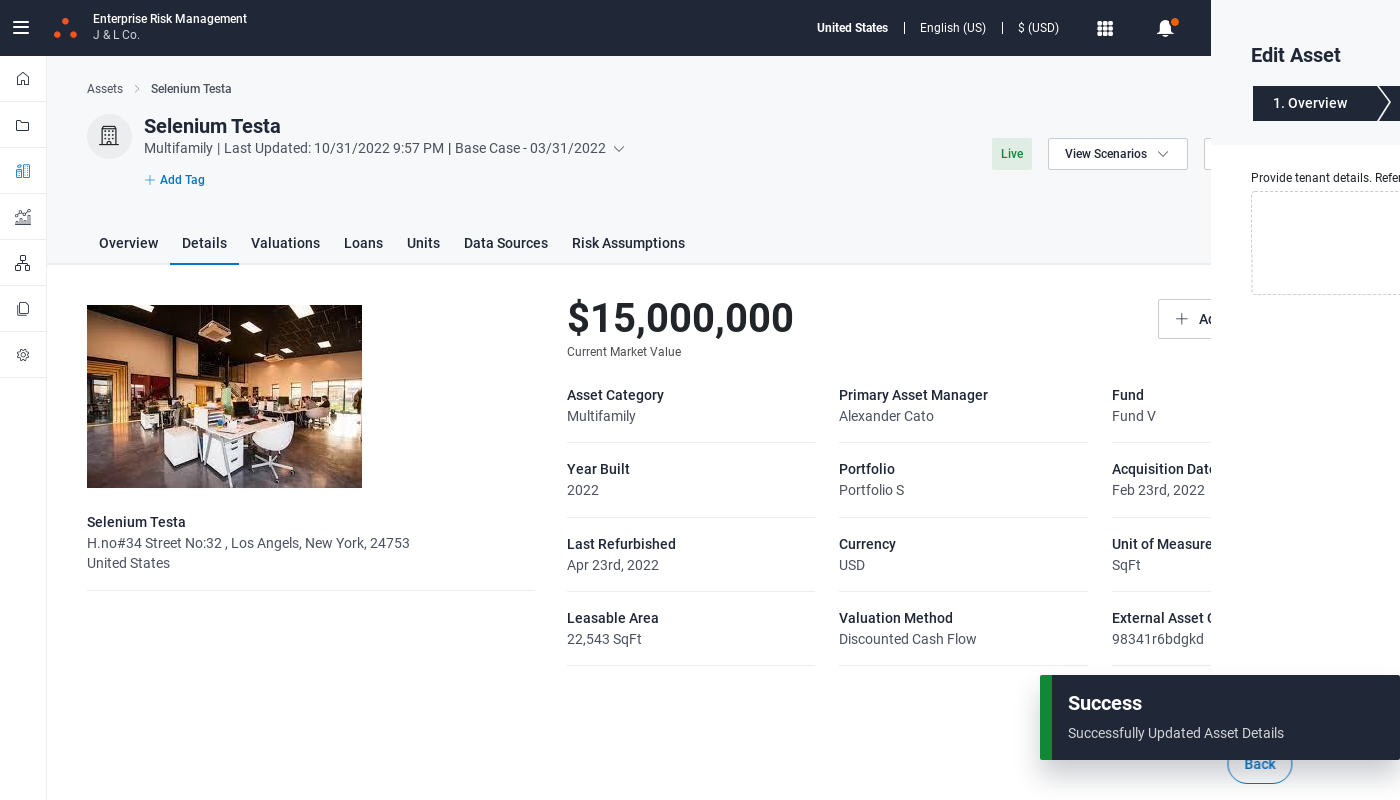 Enterprise Risk Management
J & L Co.
United States
English (US)
$ (USD)
Edit Asset
1. Overview
Assets
Selenium Testa
Selenium Testa
Multifamily | Last Updated: 10/31/2022 9:57 PM | Base Case - 03/31/2022
Add Tag
Live
View Scenarios
Provide tenant details. Refer
Overview
Details
Valuations
Loans
Units
Data Sources
Risk Assumptions
$15,000,000
Current Market Value
Asset Category
Multifamily
Primary Asset Manager
Alexander Cato
Fund
Fund V
Year Built
2022
Portfolio
Portfolio S
Acquisition Date
Feb 23rd, 2022
Selenium Testa
H.no#34 Street No:32 , Los Angels, New York, 24753
United States
Last Refurbished
Apr 23rd, 2022
Currency
USD
Unit of Measure
SqFt
Leasable Area
22,543 SqFt
Valuation Method
Discounted Cash Flow
External Asset
98341r6bdgkd
Success
Successfully Updated Asset Details
Back